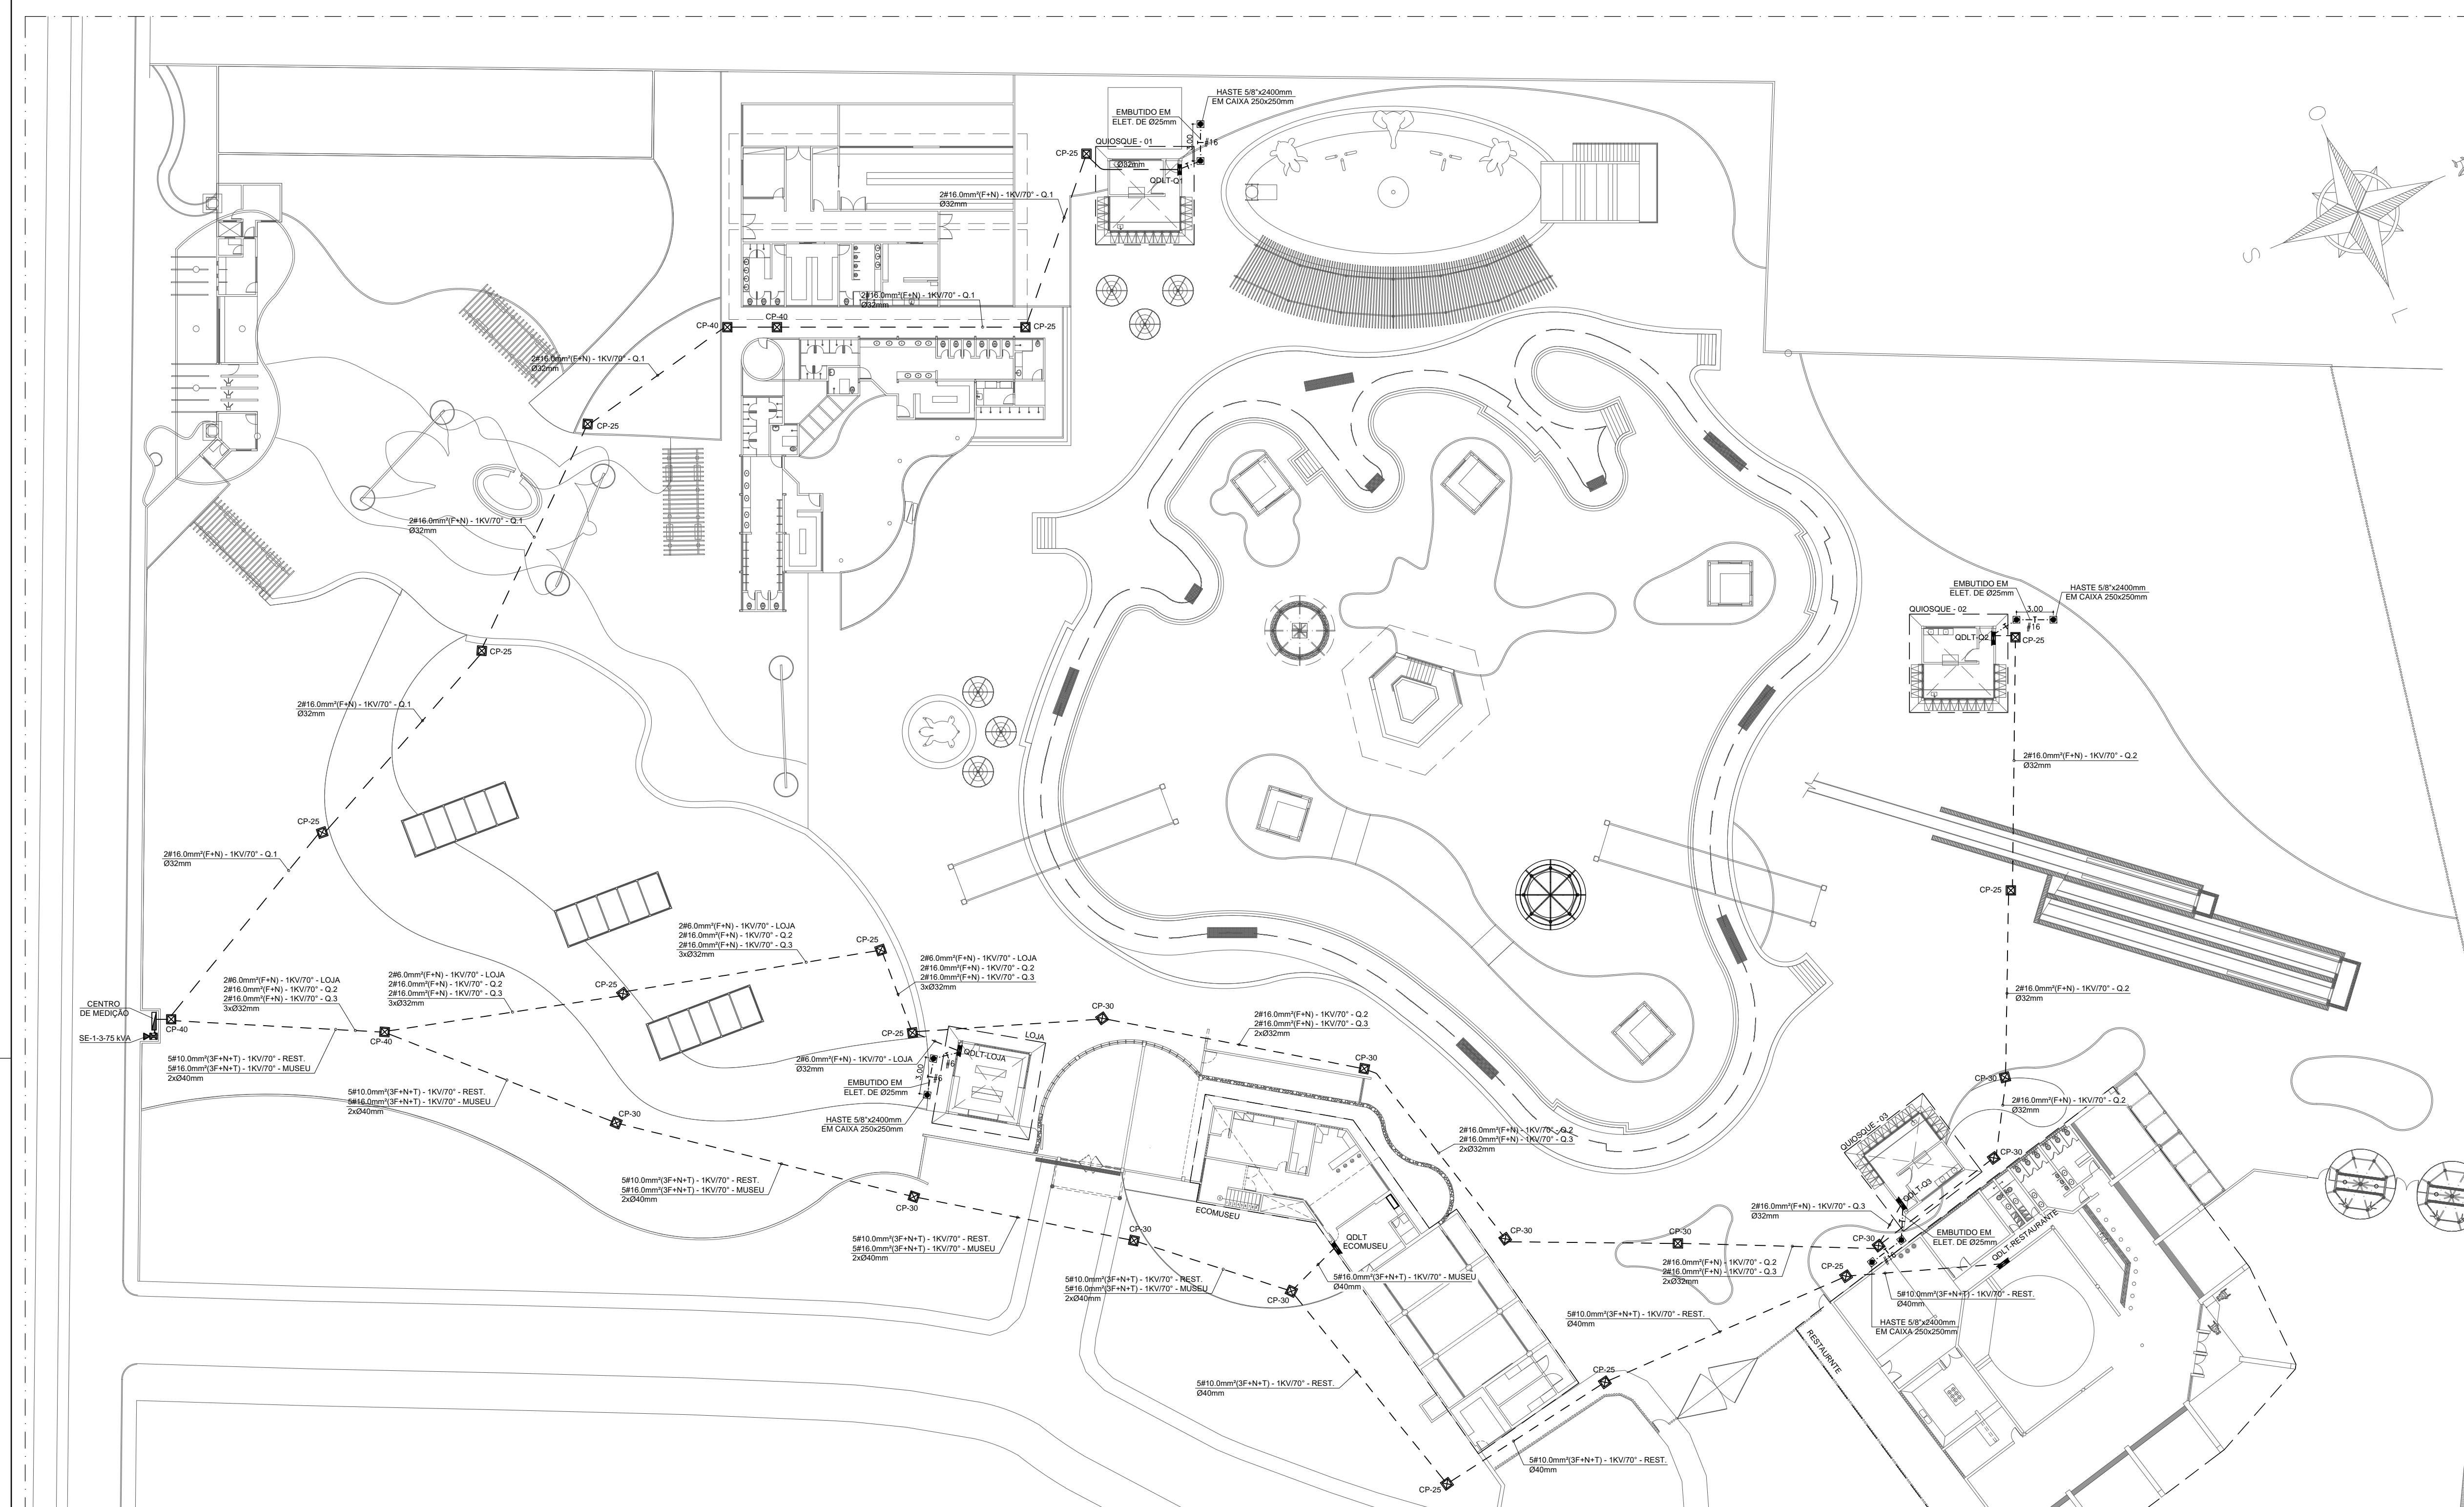 HASTE 5/8"x2400mm
EM CAIXA 250x250mm
EMBUTIDO EM
ELET. DE Ø25mm
3.00
#16
QUIOSQUE - 01
CP-25
Ø32mm
QDLT-Q1
2#16.0mm²(F+N) - 1KV/70° - Q.1
Ø32mm
O
S
L
2#16.0mm²(F+N) - 1KV/70° - Q.1
Ø32mm
CP-40
CP-40
CP-25
2#16.0mm²(F+N) - 1KV/70° - Q.1
Ø32mm
CP-25
2#16.0mm²(F+N) - 1KV/70° - Q.1
Ø32mm
EMBUTIDO EM
ELET. DE Ø25mm
HASTE 5/8"x2400mm
EM CAIXA 250x250mm
QUIOSQUE - 02
3.00
#16
QDLT-Q2
CP-25
CP-25
2#16.0mm²(F+N) - 1KV/70° - Q.1
Ø32mm
2#16.0mm²(F+N) - 1KV/70° - Q.2
Ø32mm
CP-25
2#16.0mm²(F+N) - 1KV/70° - Q.1
Ø32mm
CP-25
2#6.0mm²(F+N) - 1KV/70° - LOJA
2#16.0mm²(F+N) - 1KV/70° - Q.2
2#16.0mm²(F+N) - 1KV/70° - Q.3
3xØ32mm
CP-25
2#6.0mm²(F+N) - 1KV/70° - LOJA
2#16.0mm²(F+N) - 1KV/70° - Q.2
2#16.0mm²(F+N) - 1KV/70° - Q.3
3xØ32mm
2#6.0mm²(F+N) - 1KV/70° - LOJA
2#16.0mm²(F+N) - 1KV/70° - Q.2
2#16.0mm²(F+N) - 1KV/70° - Q.3
3xØ32mm
2#6.0mm²(F+N) - 1KV/70° - LOJA
2#16.0mm²(F+N) - 1KV/70° - Q.2
2#16.0mm²(F+N) - 1KV/70° - Q.3
3xØ32mm
CP-25
2#16.0mm²(F+N) - 1KV/70° - Q.2
Ø32mm
CENTRO
DE MEDIÇÃO
SE-1-3-75 kVA
CP-40
CP-40
CP-25
CP-30
2#16.0mm²(F+N) - 1KV/70° - Q.2
2#16.0mm²(F+N) - 1KV/70° - Q.3
2xØ32mm
LOJA
QDLT-LOJA
2#6.0mm²(F+N) - 1KV/70° - LOJA
Ø32mm
3.00
#6
#6
EMBUTIDO EM
ELET. DE Ø25mm
HASTE 5/8"x2400mm
EM CAIXA 250x250mm
CP-30
5#10.0mm²(3F+N+T) - 1KV/70° - REST.
5#16.0mm²(3F+N+T) - 1KV/70° - MUSEU
2xØ40mm
5#10.0mm²(3F+N+T) - 1KV/70° - REST.
5#16.0mm²(3F+N+T) - 1KV/70° - MUSEU
2xØ40mm
CP-30
CP-30
2#16.0mm²(F+N) - 1KV/70° - Q.2
Ø32mm
2#16.0mm²(F+N) - 1KV/70° - Q.2
2#16.0mm²(F+N) - 1KV/70° - Q.3
2xØ32mm
QUIOSQUE - 03
CP-30
QDLT-Q3
5#10.0mm²(3F+N+T) - 1KV/70° - REST.
5#16.0mm²(3F+N+T) - 1KV/70° - MUSEU
2xØ40mm
CP-30
ECOMUSEU
2#16.0mm²(F+N) - 1KV/70° - Q.3
Ø32mm
CP-30
CP-30
CP-30
CP-30
5#10.0mm²(3F+N+T) - 1KV/70° - REST.
5#16.0mm²(3F+N+T) - 1KV/70° - MUSEU
2xØ40mm
QDLT
ECOMUSEU
EMBUTIDO EM
ELET. DE Ø25mm
QDLT-RESTAURANTE
2#16.0mm²(F+N) - 1KV/70° - Q.2
2#16.0mm²(F+N) - 1KV/70° - Q.3
2xØ32mm
CP-25
5#10.0mm²(3F+N+T) - 1KV/70° - REST.
5#16.0mm²(3F+N+T) - 1KV/70° - MUSEU
2xØ40mm
5#16.0mm²(3F+N+T) - 1KV/70° - MUSEU
Ø40mm
CP-30
5#10.0mm²(3F+N+T) - 1KV/70° - REST.
Ø40mm
5#10.0mm²(3F+N+T) - 1KV/70° - REST.
Ø40mm
HASTE 5/8"x2400mm
EM CAIXA 250x250mm
RESTAURNTE
CP-25
5#10.0mm²(3F+N+T) - 1KV/70° - REST.
Ø40mm
5#10.0mm²(3F+N+T) - 1KV/70° - REST.
Ø40mm
CP-25